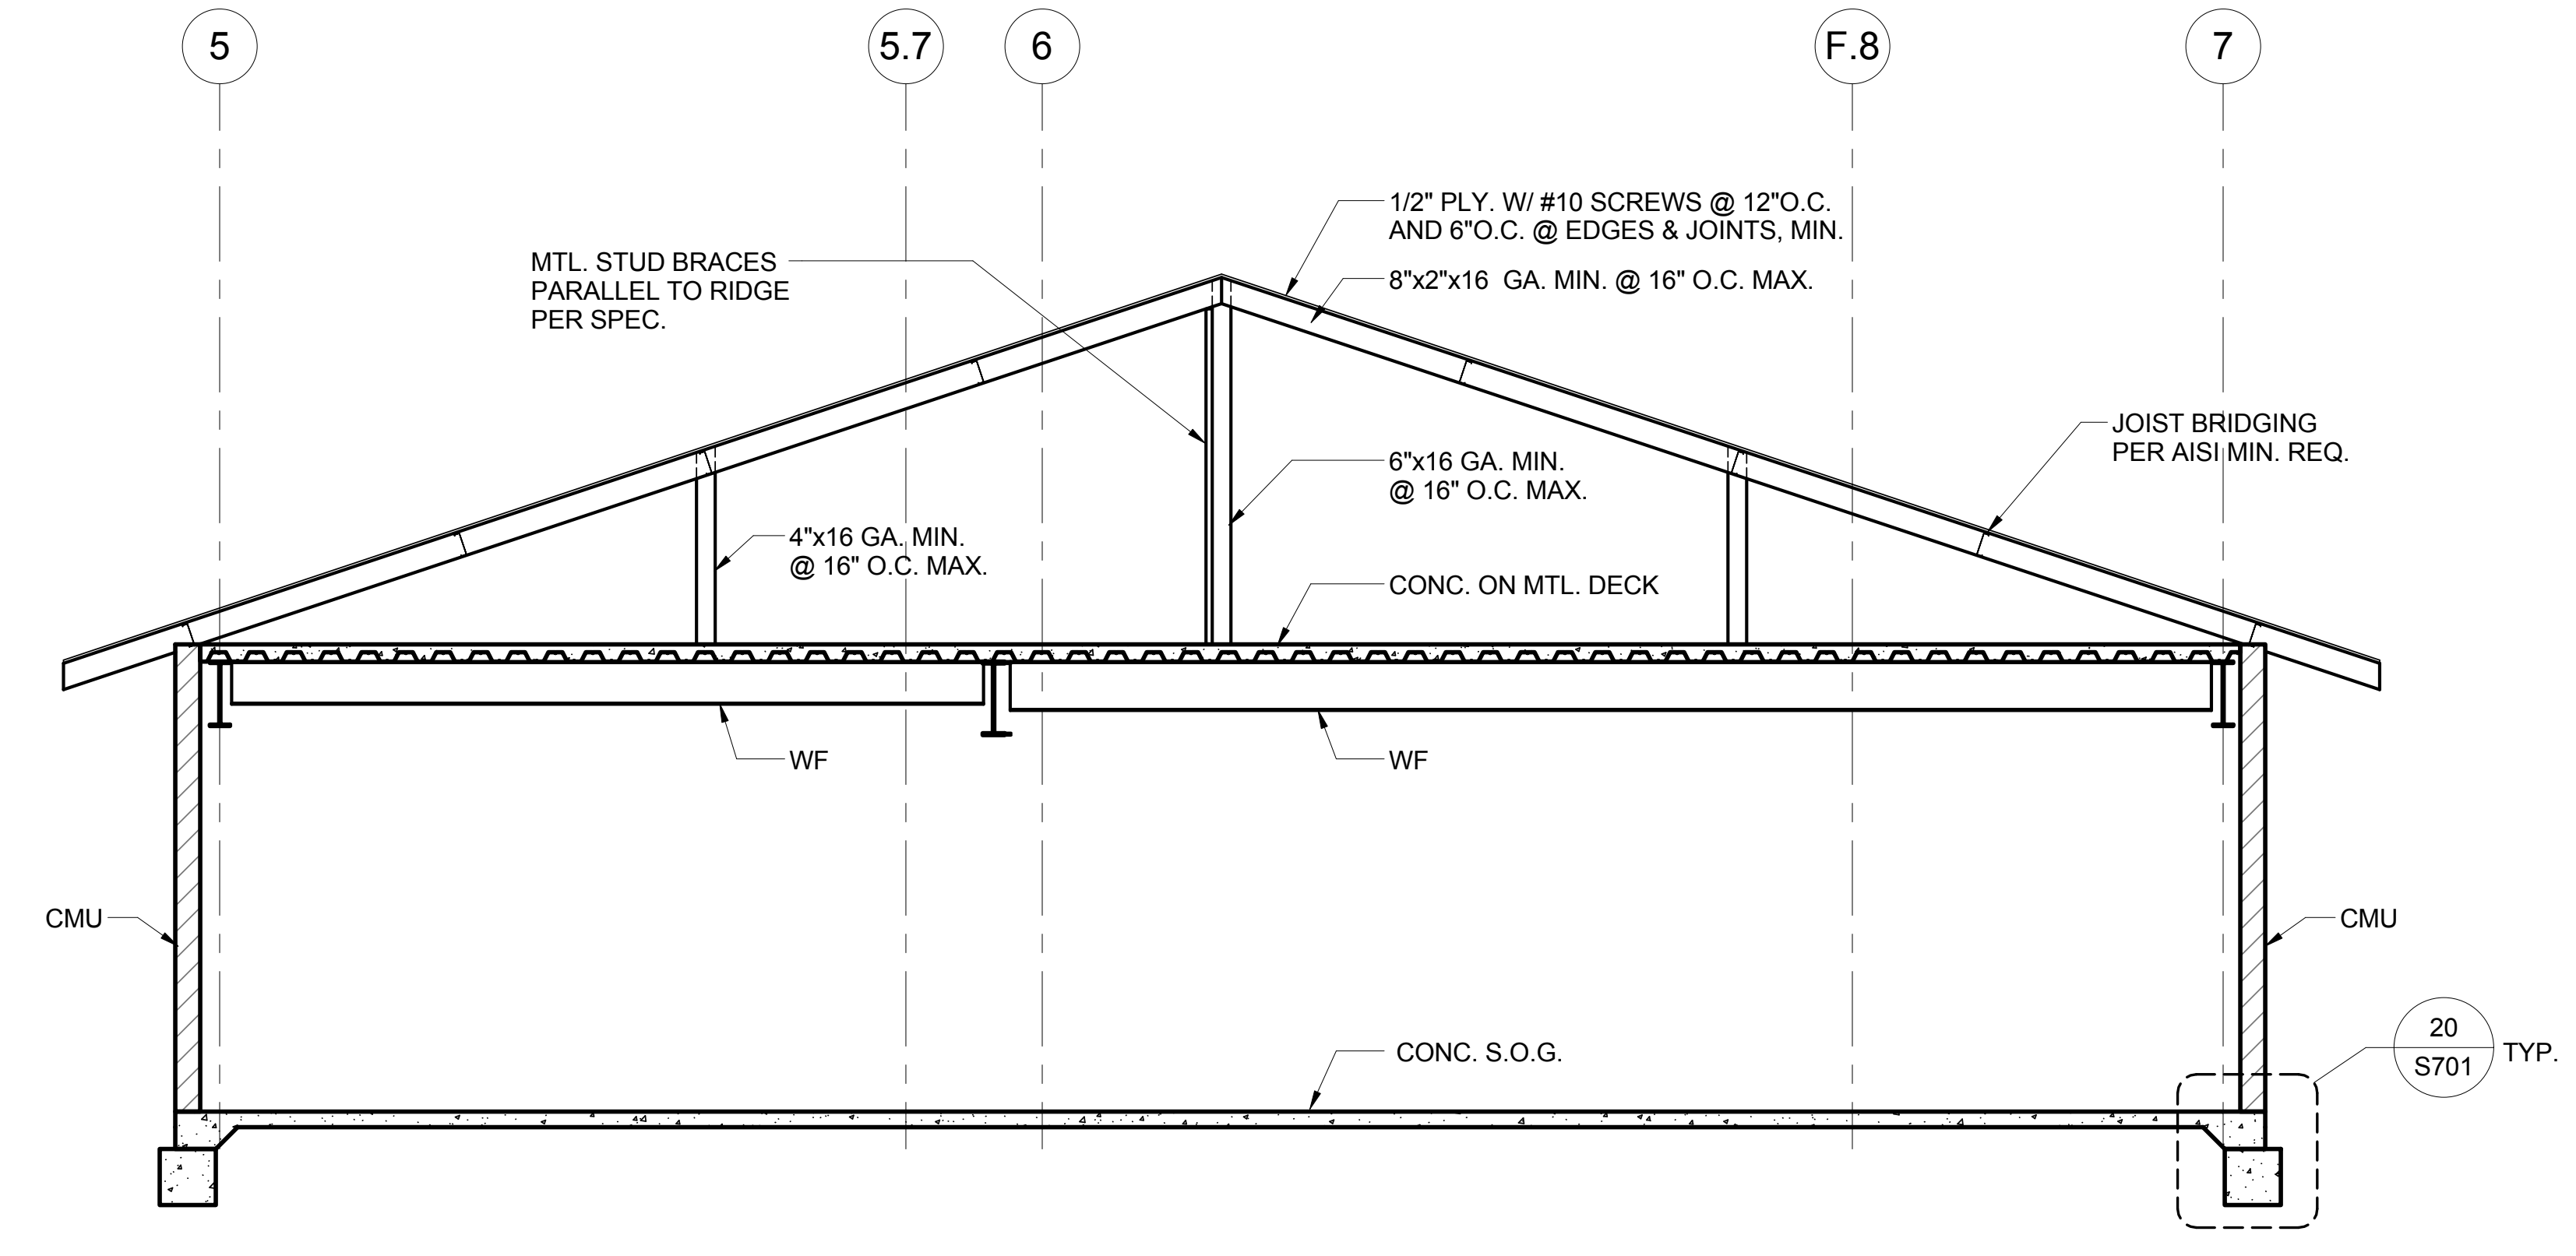 5
5.7
6
F.8
7
1/2" PLY. W/ #10 SCREWS @ 12"O.C.
AND 6"O.C. @ EDGES & JOINTS, MIN.
MTL. STUD BRACES
PARALLEL TO RIDGE
PER SPEC.
8"x2"x16 GA. MIN. @ 16" O.C. MAX.
JOIST BRIDGING
PER AISI MIN. REQ.
6"x16 GA. MIN.
@ 16" O.C. MAX.
4"x16 GA. MIN.
@ 16" O.C. MAX.
CONC. ON MTL. DECK
WF
WF
CMU
CMU
20
S701
TYP.
CONC. S.O.G.